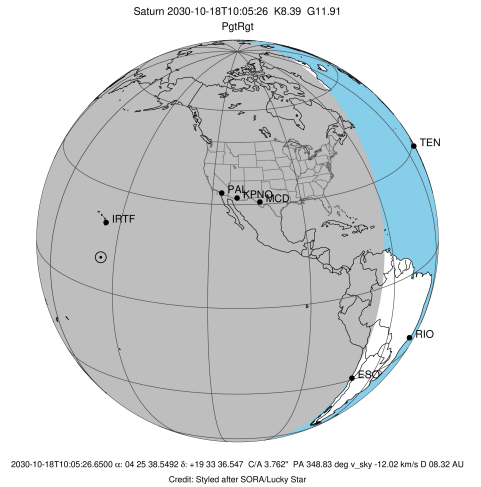 Saturn 2030-10-18T10:05:26 K8.39 G11.91
PgtRgt
TEN
PAL
KPNO
MCD
IRTF
RIO
ESO
2030-10-18T10:05:26.6500 α: 04 25 38.5492 δ: +19 33 36.547 C/A 3.762" PA 348.83 deg v_sky -12.02 km/s D 08.32 AU
Credit: Styled after SORA/Lucky Star